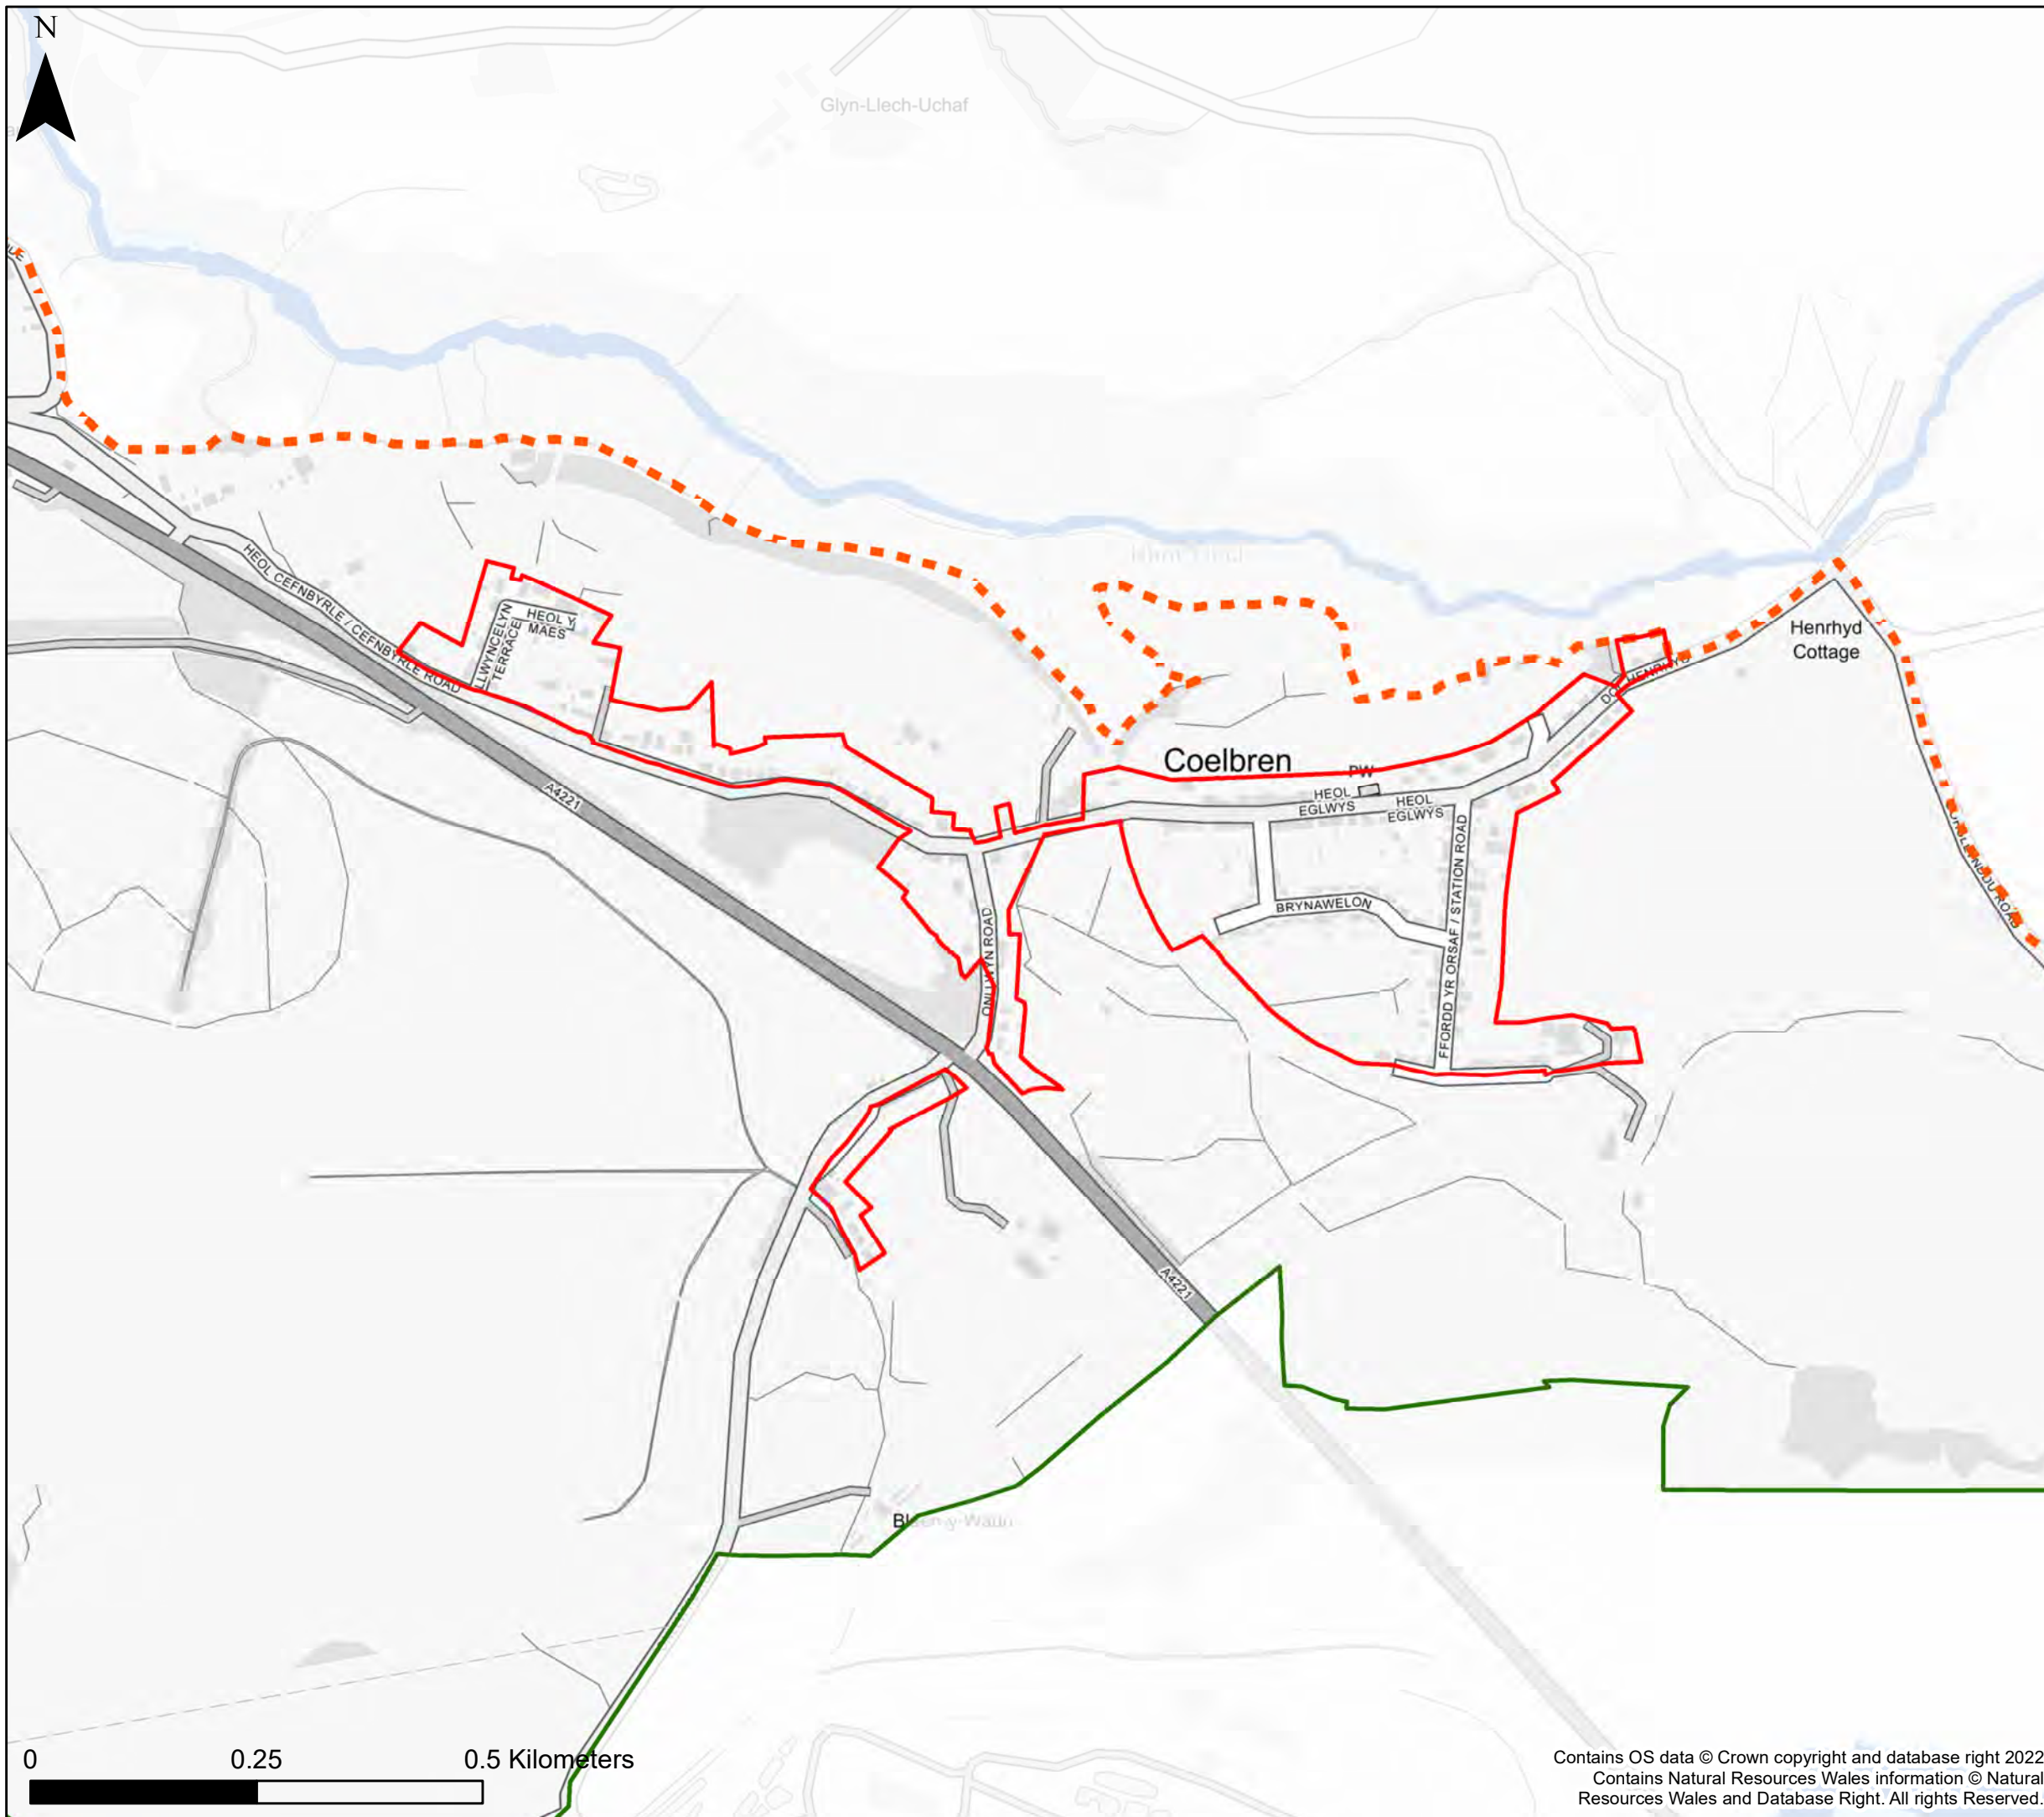 N
Glyn-Llech-Uchaf
HEOL CEFNBYRLE / CEFNBYRLE ROAD
LLWYNCELYN
TERRACE
HEOL Y
MAES
A4221
Henrhyd
Cottage
Coelbren
PW
HEOL
EGLWYS
HEOL
EGLWYS
BRYNAWELON
FFORDD YR ORSAF / STATION ROAD
ONLLWYN ROAD
A4221
0
0.25
0.5 Kilometers
Contains OS data © Crown copyright and database right 2022
Contains Natural Resources Wales information © Natural
Resources Wales and Database Right. All rights Reserved.